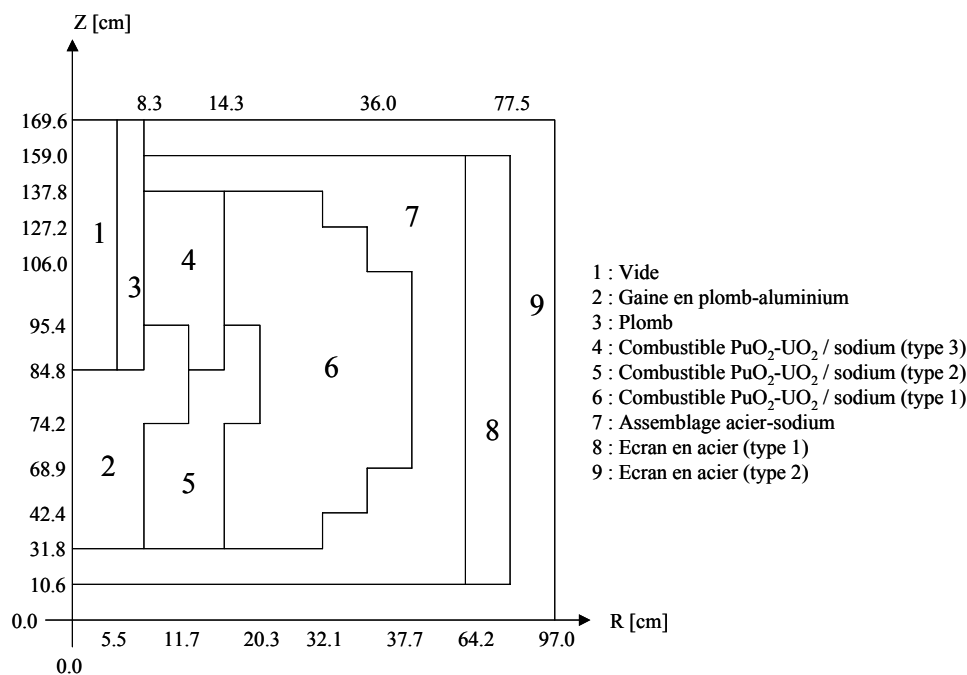 Z [cm]
8.3 14.3 36.0 77.5
169.6
159.0
137.8
127.2
106.0
95.4
84.8
74.2
68.9
42.4
31.8
10.6
0.0
1
2
3
4
5
6
7
8
9
1 : Vide
2 : Gaine en plomb-aluminium
3 : Plomb
4 : Combustible PuO₂-UO₂ / sodium (type 3)
5 : Combustible PuO₂-UO₂ / sodium (type 2)
6 : Combustible PuO₂-UO₂ / sodium (type 1)
7 : Assemblage acier-sodium
8 : Ecran en acier (type 1)
9 : Ecran en acier (type 2)
R [cm]
5.5 11.7 20.3 32.1 37.7 64.2 97.0
0.0